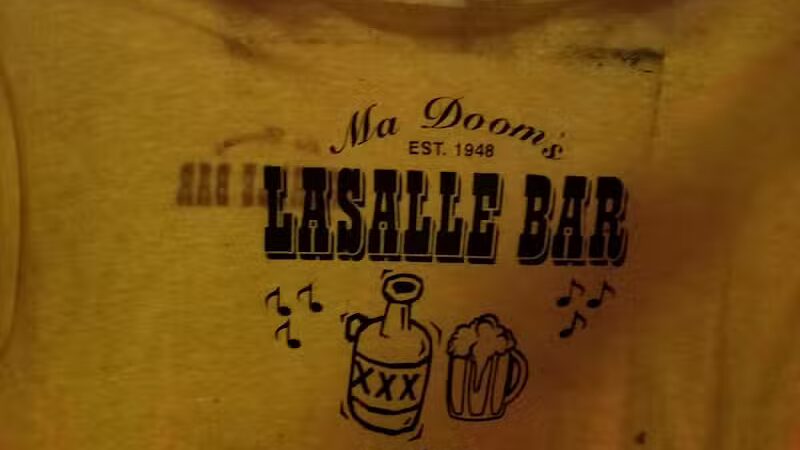 Ma Doom's
EST. 1948
LASALLE BAR
XXX